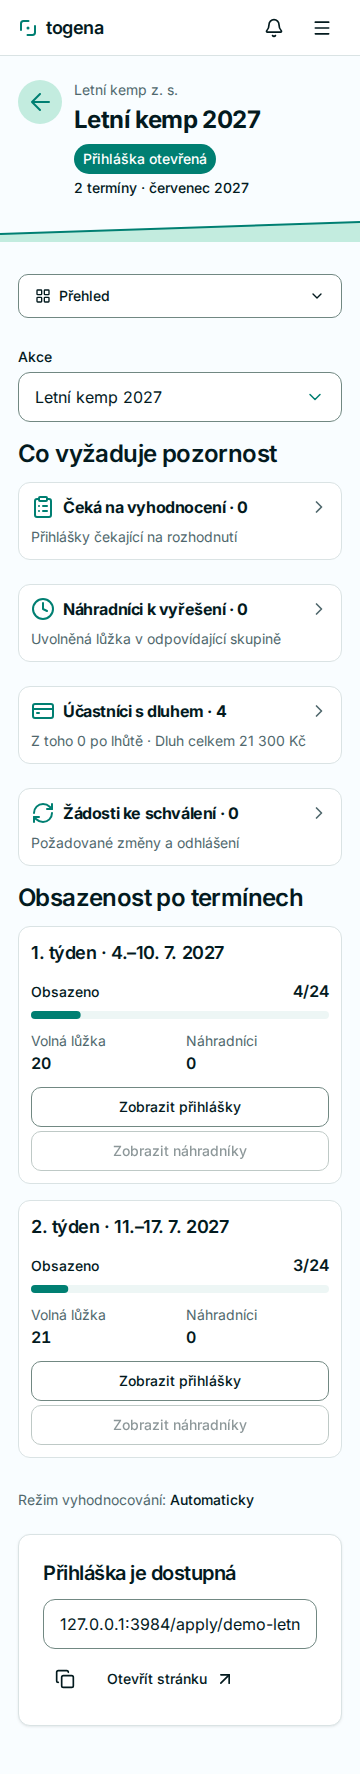 togena
Letní kemp z. s.
Letní kemp 2027
Přihláška otevřená
2 termíny · červenec 2027
Přehled
Akce
Letní kemp 2027
Co vyžaduje pozornost
Čeká na vyhodnocení · 0
Přihlášky čekající na rozhodnutí
Náhradníci k vyřešení · 0
Uvolněná lůžka v odpovídající skupině
Účastníci s dluhem · 4
Z toho 0 po lhůtě · Dluh celkem 21 300 Kč
Žádosti ke schválení · 0
Požadované změny a odhlášení
Obsazenost po termínech
1. týden · 4.–10. 7. 2027
Obsazeno 4/24
Volná lůžka Náhradníci
20 0
Zobrazit přihlášky
Zobrazit náhradníky
2. týden · 11.–17. 7. 2027
Obsazeno 3/24
Volná lůžka Náhradníci
21 0
Zobrazit přihlášky
Zobrazit náhradníky
Režim vyhodnocování: Automaticky
Přihláška je dostupná
127.0.0.1:3984/apply/demo-letn
Otevřít stránku